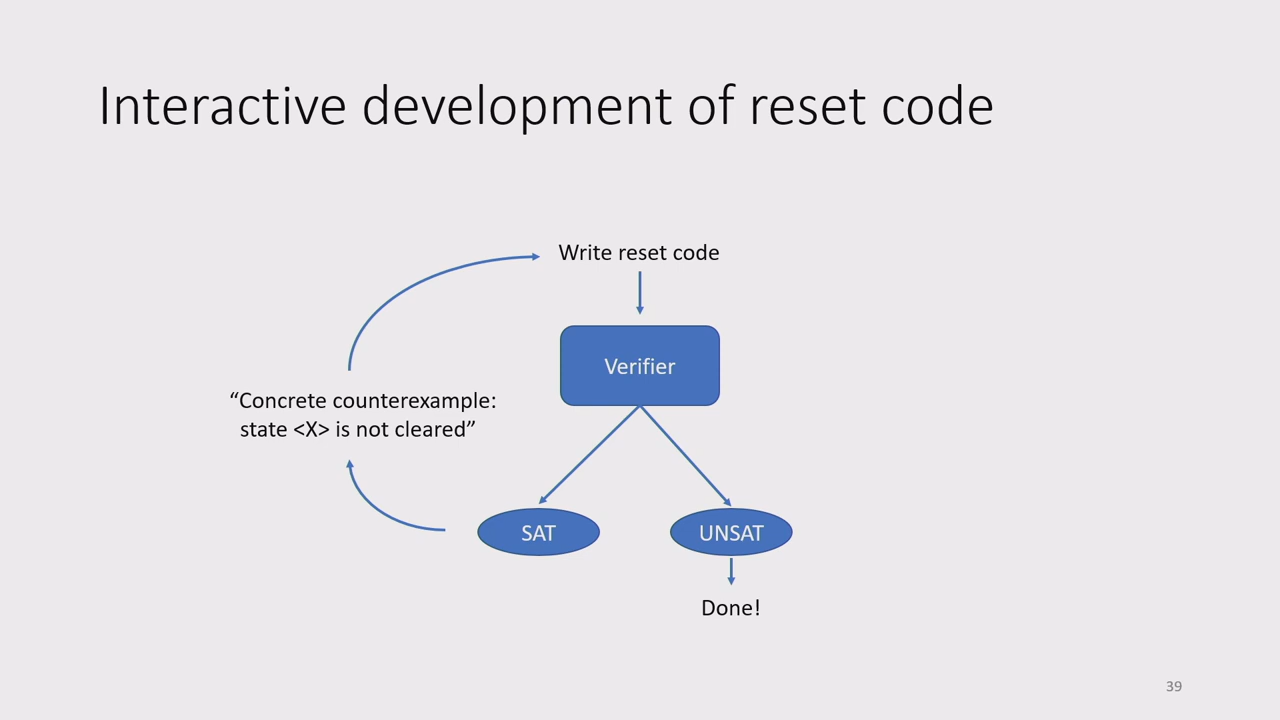 Interactive development of reset code
Write reset code
Verifier
“Concrete counterexample:
state <X> is not cleared”
SAT
UNSAT
Done!
39